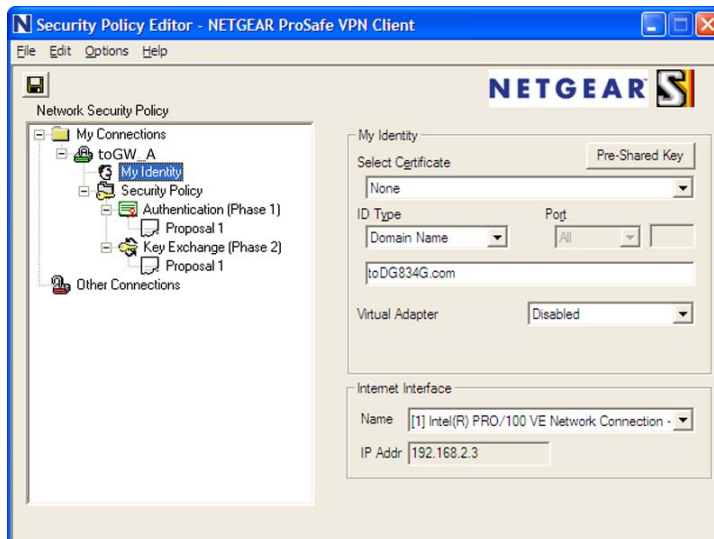 Security Policy Editor - NETGEAR ProSafe VPN Client
File Edit Options Help
NETGEAR
Network Security Policy
My Connections
toGW_A
My Identity
Security Policy
Authentication (Phase 1)
Proposal 1
Key Exchange (Phase 2)
Proposal 1
Other Connections
My Identity
Select Certificate
Pre-Shared Key
None
ID Type
Port
Domain Name
All
toDG834G.com
Virtual Adapter
Disabled
Internet Interface
Name
[1] Intel(R) PRO/100 VE Network Connection -
IP Addr
192.168.2.3